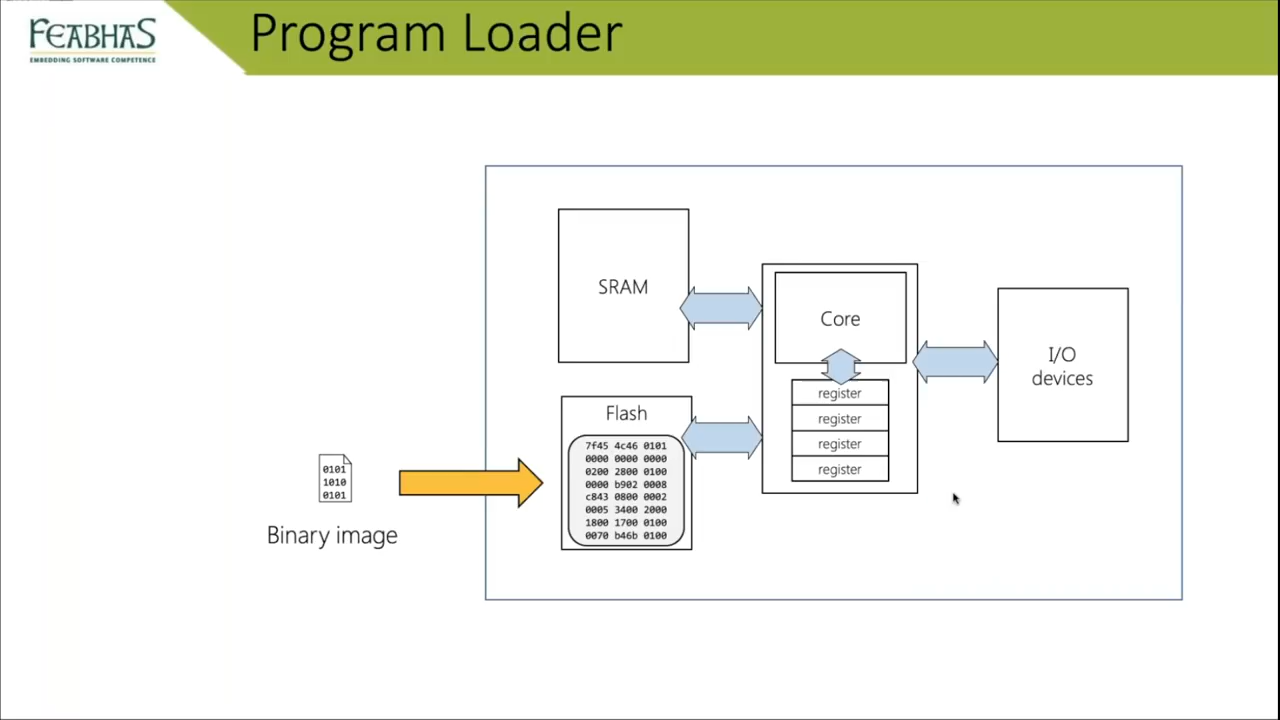 FEABHAS
EMBEDDING SOFTWARE COMPETENCE
Program Loader
SRAM
Core
register
register
register
register
I/O
devices
Flash
7f45 4c46 0101
0000 0000 0000
0200 2800 0100
0000 b902 0008
c843 0800 0002
0005 3400 2000
1800 1700 0100
0070 b46b 0100
0101
1010
0101
Binary image